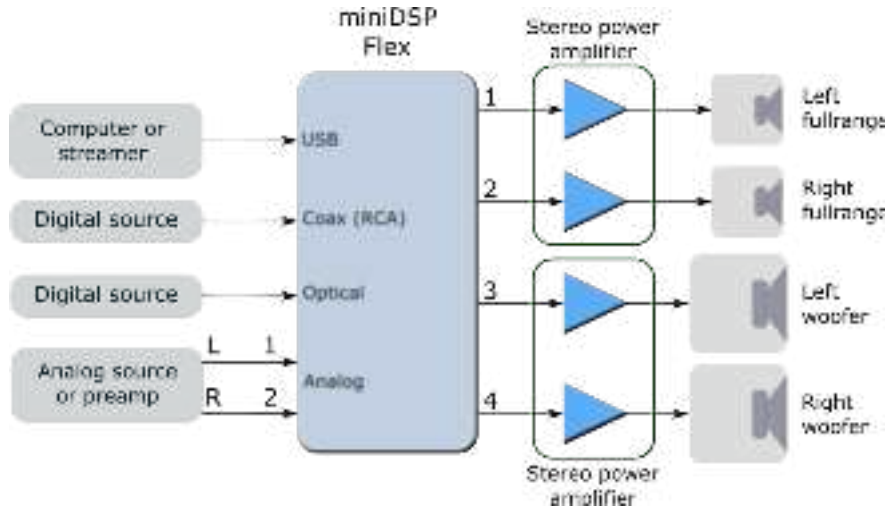 miniDSP
Flex
Stereo power
amplifier
Computer or
streamer
USB
1
Left
fullrange
Digital source
Coax (RCA)
2
Right
fullrange
Digital source
Optical
3
Left
woofer
L 1
Analog source
or preamp
Analog
R 2
4
Right
woofer
Stereo power
amplifier